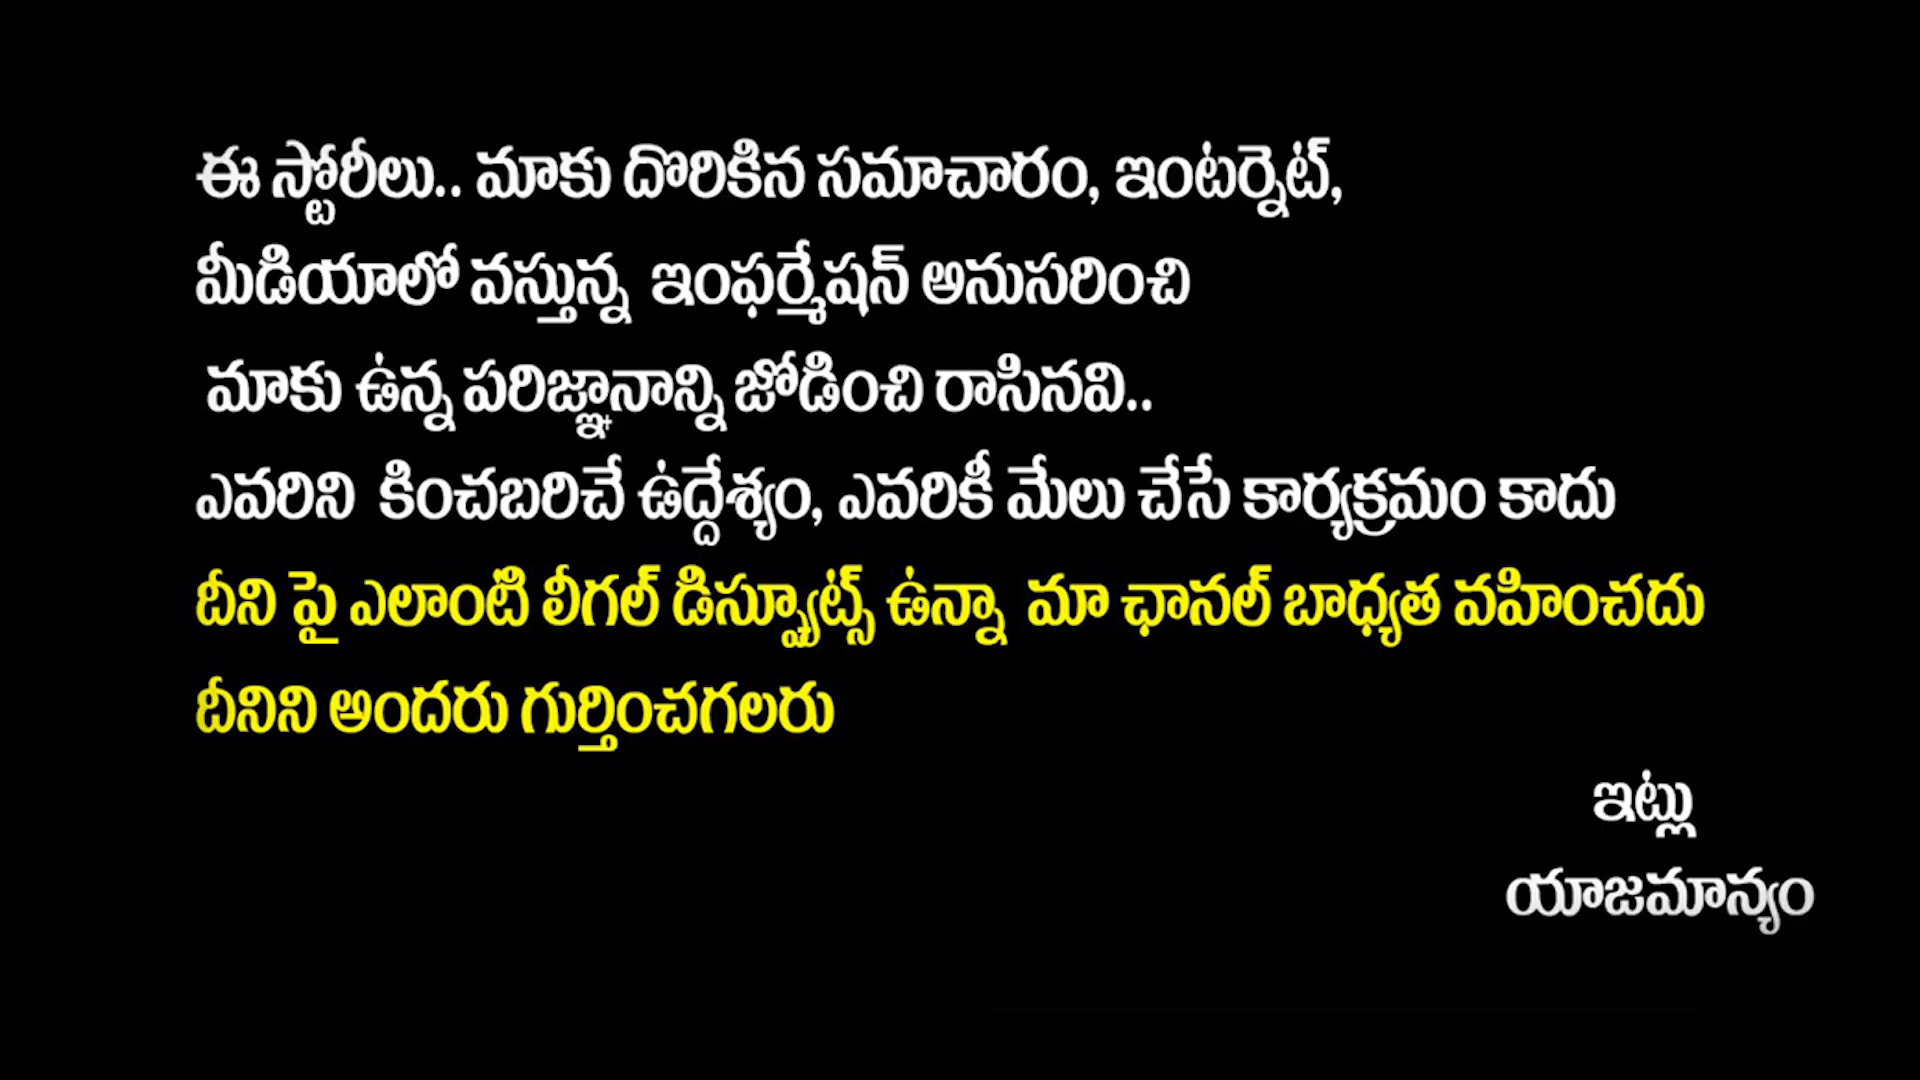 ఈ స్టోరీలు.. మాకు దొరికిన సమాచారం, ఇంటర్నెట్,
మీడియాలో వస్తున్న ఇంఫర్మేషన్ అనుసరించి
మాకు ఉన్న పరిజ్ఞానాన్ని జోడించి రాసినవి..
ఎవరిని కించబరిచే ఉద్దేశ్యం, ఎవరికీ మేలు చేసే కార్యక్రమం కాదు
దీని పై ఎలాంటి లీగల్ డిస్ప్యూట్స్ ఉన్నా మా ఛానల్ బాధ్యత వహించదు
దీనిని అందరు గుర్తించగలరు
ఇట్లు
యాజమాన్యం